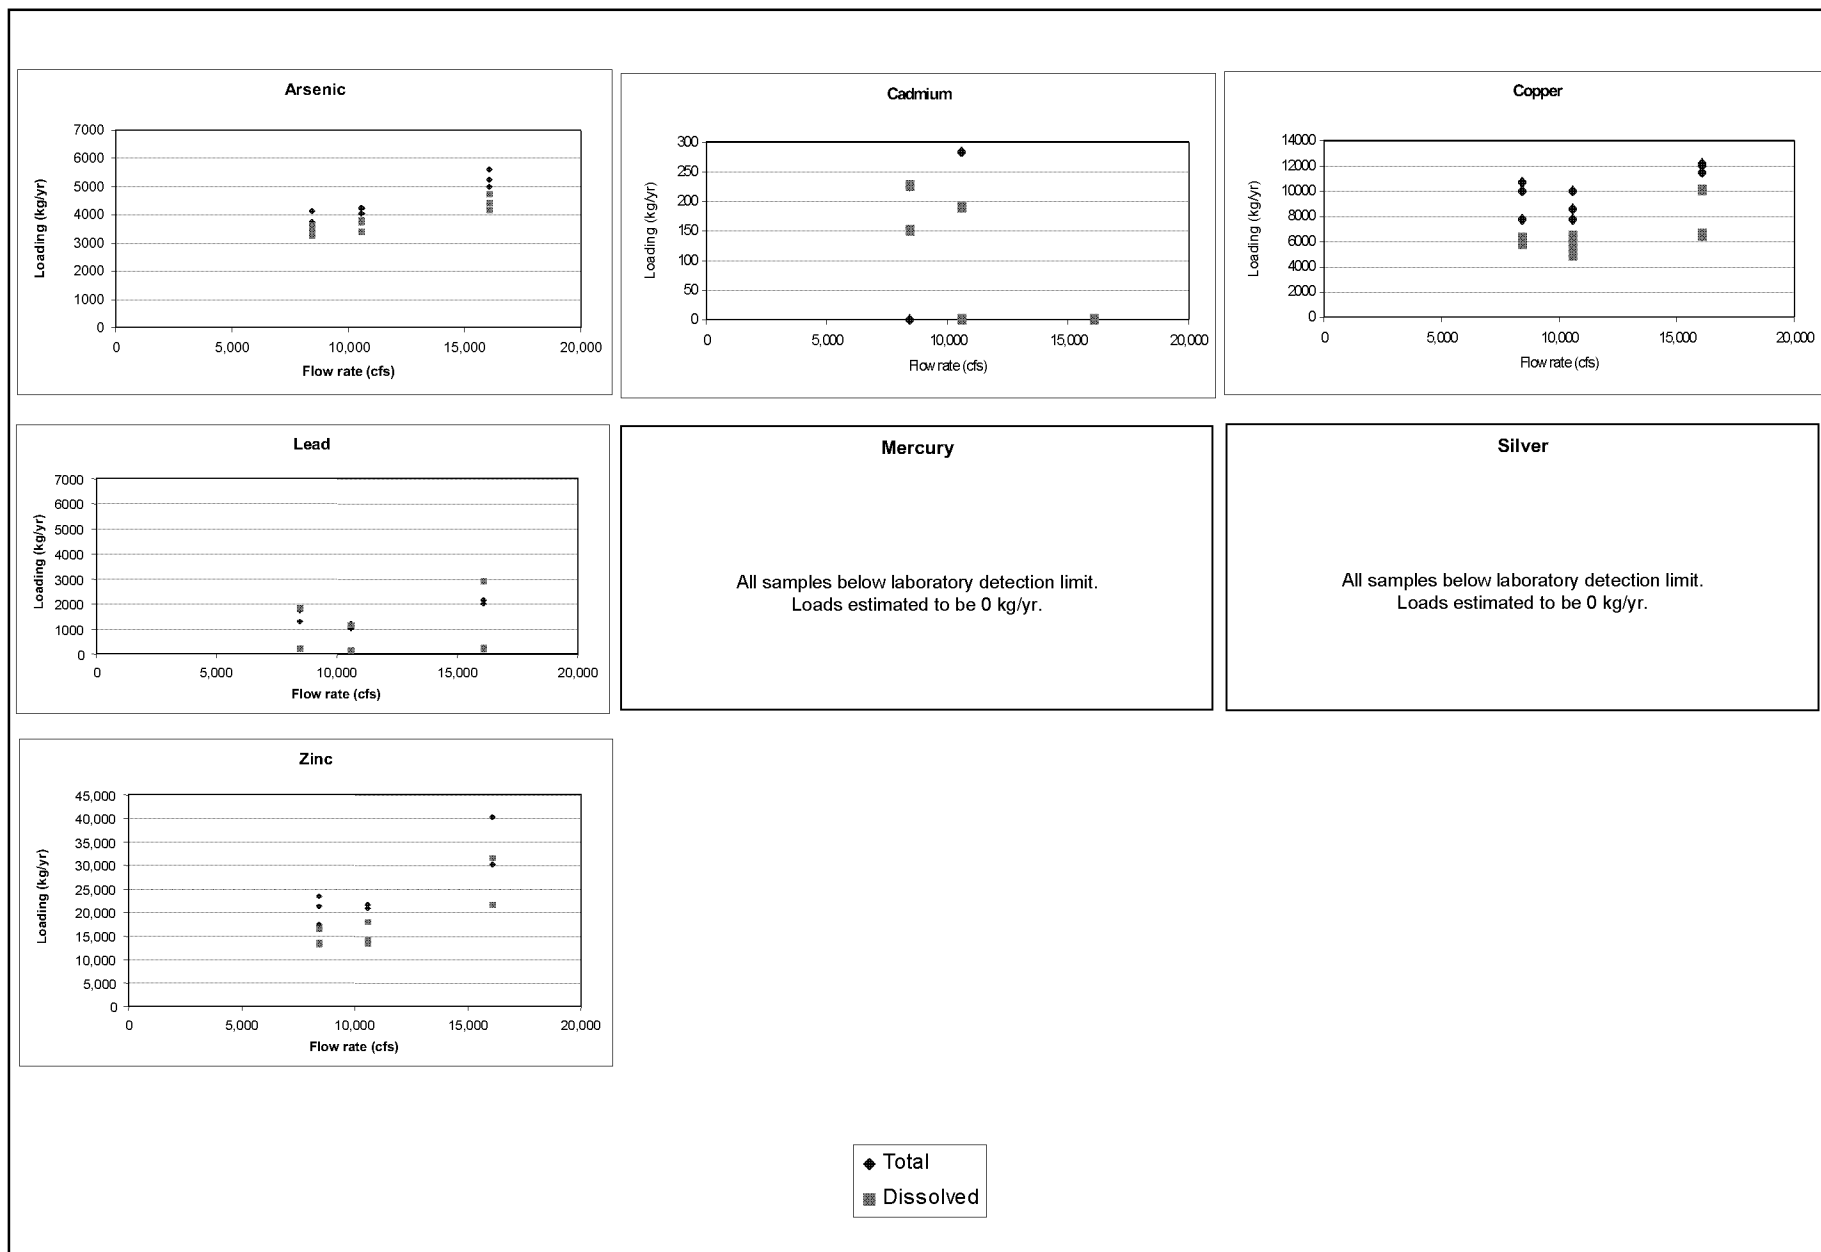 Arsenic
7000
6000
5000
4000
3000
2000
1000
0
Loading (kg/yr)
0 5,000 10,000 15,000 20,000
Flow rate (cfs)
Cadmium
300
250
200
150
100
50
0
Loading (kg/yr)
0 5,000 10,000 15,000 20,000
Flow rate (cfs)
Copper
14000
12000
10000
8000
6000
4000
2000
0
Loading (kg/yr)
0 5,000 10,000 15,000 20,000
Flow rate (cfs)
Lead
7000
6000
5000
4000
3000
2000
1000
0
Loading (kg/yr)
0 5,000 10,000 15,000 20,000
Flow rate (cfs)
Mercury
All samples below laboratory detection limit.
Loads estimated to be 0 kg/yr.
Silver
All samples below laboratory detection limit.
Loads estimated to be 0 kg/yr.
Zinc
45,000
40,000
35,000
30,000
25,000
20,000
15,000
10,000
5,000
0
Loading (kg/yr)
0 5,000 10,000 15,000 20,000
Flow rate (cfs)
Total
Dissolved